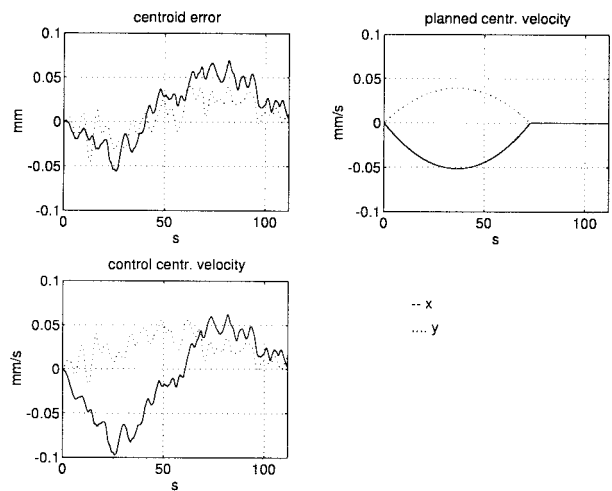 centroid error
0.1
0.05
0
-0.05
-0.1
mm
0
50
100
s
planned centr. velocity
0.1
0.05
0
-0.05
-0.1
mm/s
0
50
100
s
control centr. velocity
0.1
0.05
0
-0.05
-0.1
mm/s
0
50
100
s
-- x
.... y